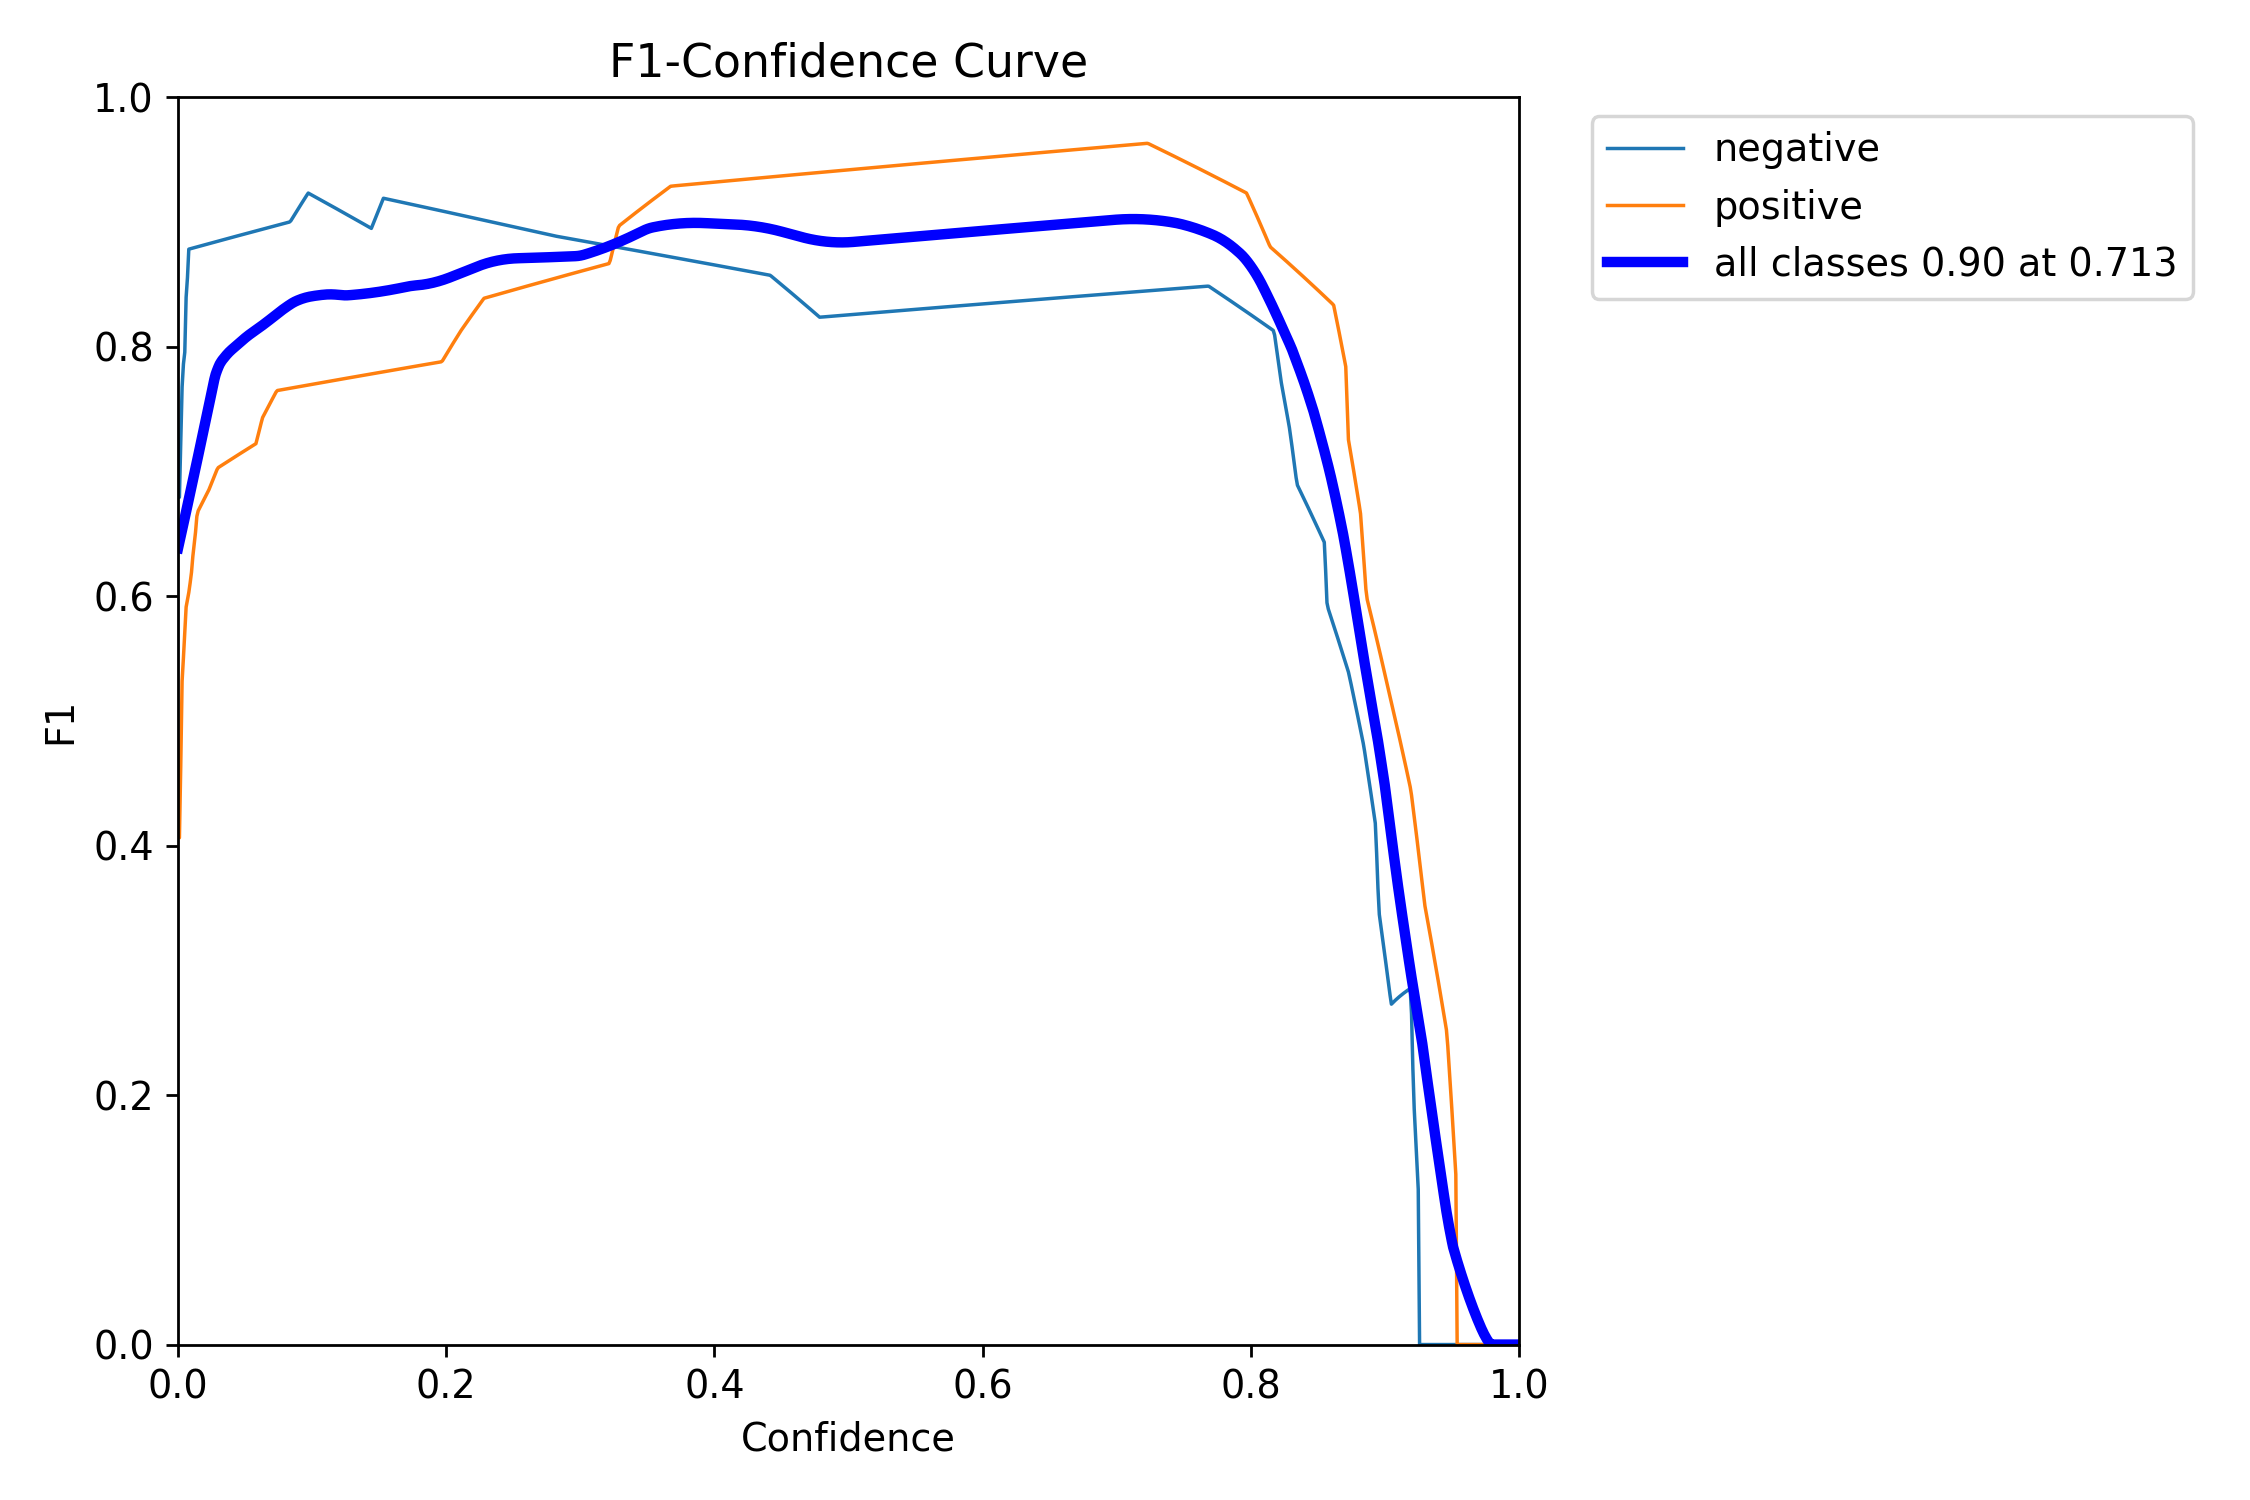 F1-Confidence Curve
1.0
0.8
0.6
0.4
0.2
0.0
F1
0.0 0.2 0.4 0.6 0.8 1.0
Confidence
negative
positive
all classes 0.90 at 0.713